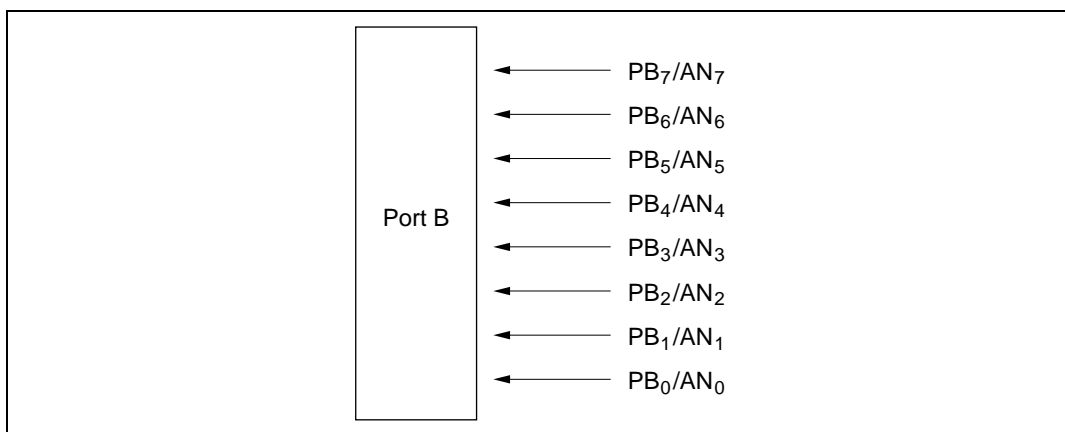 PB₇/AN₇
PB₆/AN₆
PB₅/AN₅
PB₄/AN₄
Port B
PB₃/AN₃
PB₂/AN₂
PB₁/AN₁
PB₀/AN₀